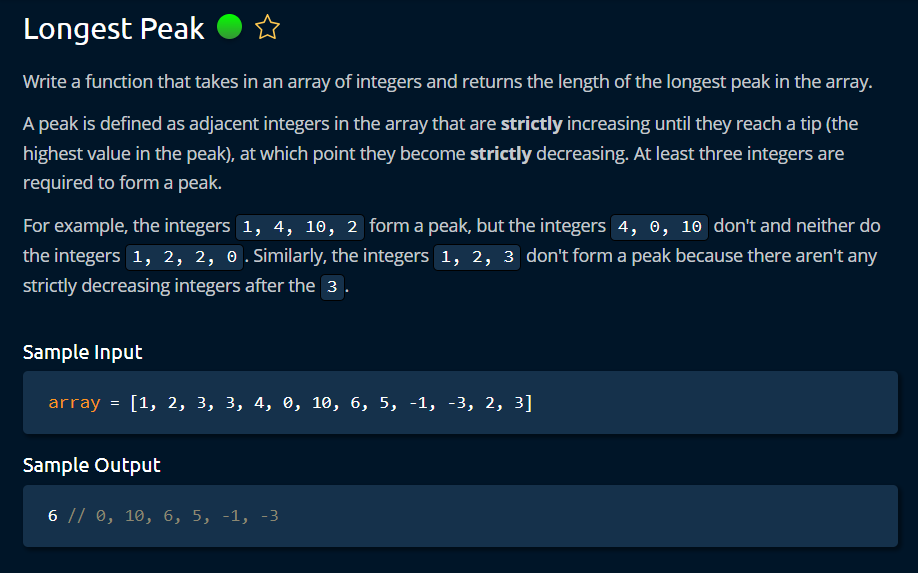 Longest Peak
Write a function that takes in an array of integers and returns the length of the longest peak in the array.
A peak is defined as adjacent integers in the array that are strictly increasing until they reach a tip (the
highest value in the peak), at which point they become strictly decreasing. At least three integers are
required to form a peak.
For example, the integers 1, 4, 10, 2 form a peak, but the integers 4, 0, 10 don't and neither do
the integers 1, 2, 2, 0. Similarly, the integers 1, 2, 3 don't form a peak because there aren't any
strictly decreasing integers after the 3.
Sample Input
array = [1, 2, 3, 3, 4, 0, 10, 6, 5, -1, -3, 2, 3]
Sample Output
6 // 0, 10, 6, 5, -1, -3